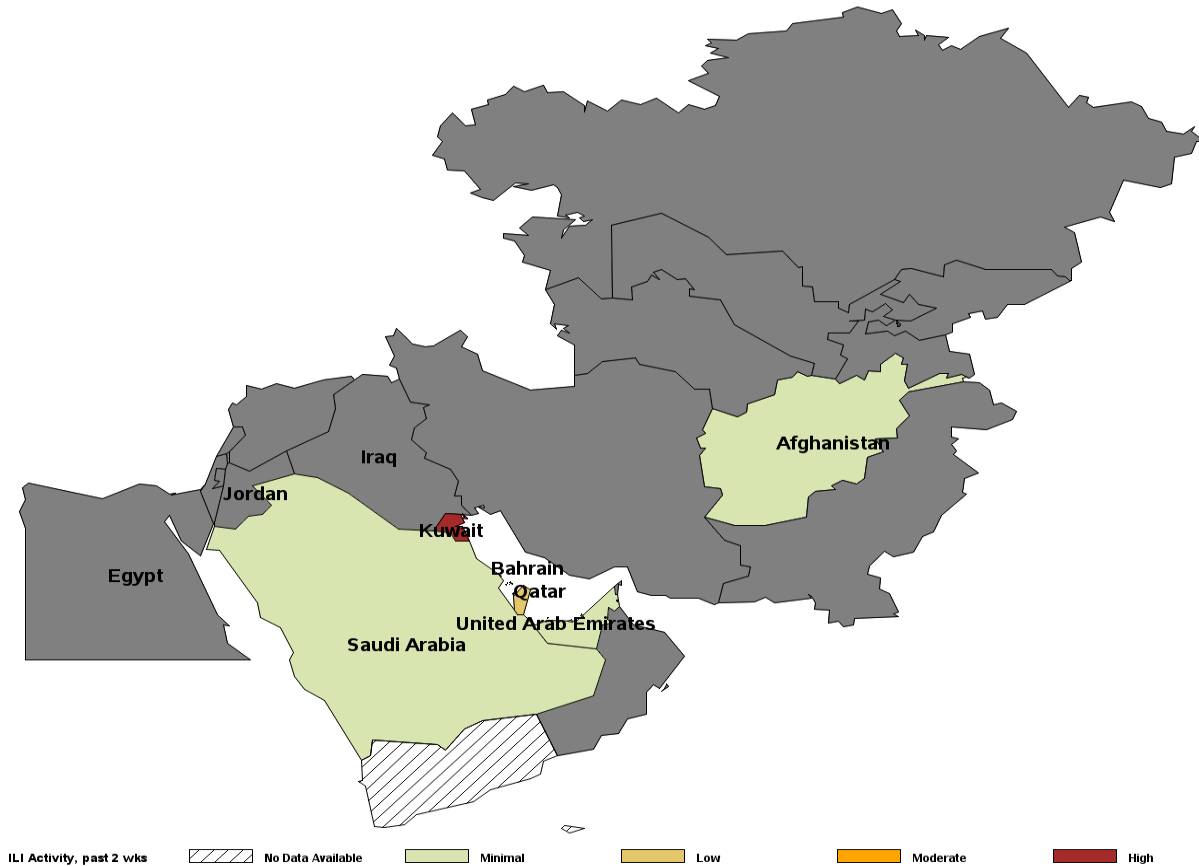 Afghanistan
Iraq
Jordan
Kuwait
Bahrain
Egypt
Qatar
United Arab Emirates
Saudi Arabia
ILI Activity, past 2 wks No Data Available Minimal Low Moderate High